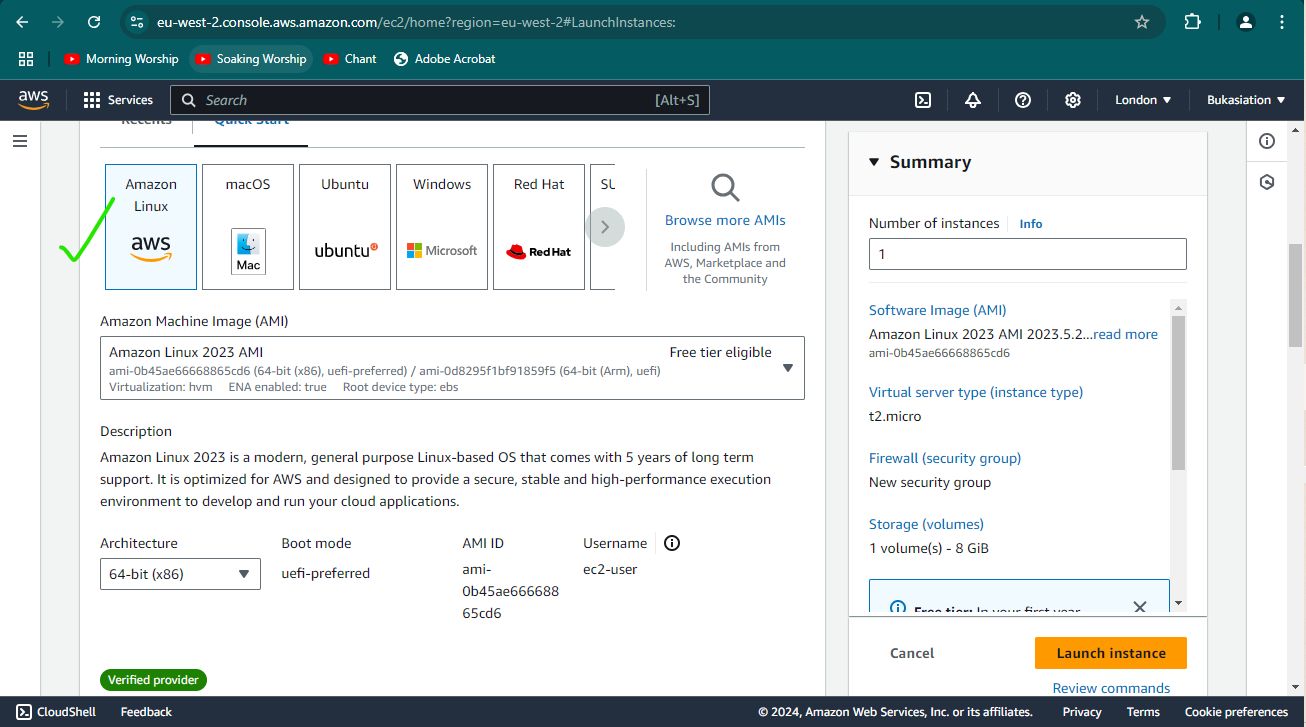 eu-west-2.console.aws.amazon.com/ec2/home?region=eu-west-2#LaunchInstances:
Morning Worship
Soaking Worship
Chant
Adobe Acrobat
aws
Services
Search
[Alt+S]
London
Bukasiation
Recents
Quick Start
Amazon
Linux
aws
macOS
Mac
Ubuntu
ubuntu
Windows
Microsoft
Red Hat
Red Hat
SU
Browse more AMIs
Including AMIs from
AWS, Marketplace and
the Community
Amazon Machine Image (AMI)
Amazon Linux 2023 AMI
Free tier eligible
ami-0b45ae66668865cd6 (64-bit (x86), uefi-preferred) / ami-0d8295f1bf91859f5 (64-bit (Arm), uefi)
Virtualization: hvm ENA enabled: true Root device type: ebs
Description
Amazon Linux 2023 is a modern, general purpose Linux-based OS that comes with 5 years of long term
support. It is optimized for AWS and designed to provide a secure, stable and high-performance execution
environment to develop and run your cloud applications.
Architecture
64-bit (x86)
Boot mode
uefi-preferred
AMI ID
ami-
0b45ae666688
65cd6
Username
ec2-user
Verified provider
Summary
Number of instances
Info
1
Software Image (AMI)
Amazon Linux 2023 AMI 2023.5.2...read more
ami-0b45ae66668865cd6
Virtual server type (instance type)
t2.micro
Firewall (security group)
New security group
Storage (volumes)
1 volume(s) - 8 GiB
Free tier: In your first year
Cancel
Launch instance
Review commands
CloudShell
Feedback
© 2024, Amazon Web Services, Inc. or its affiliates.
Privacy
Terms
Cookie preferences